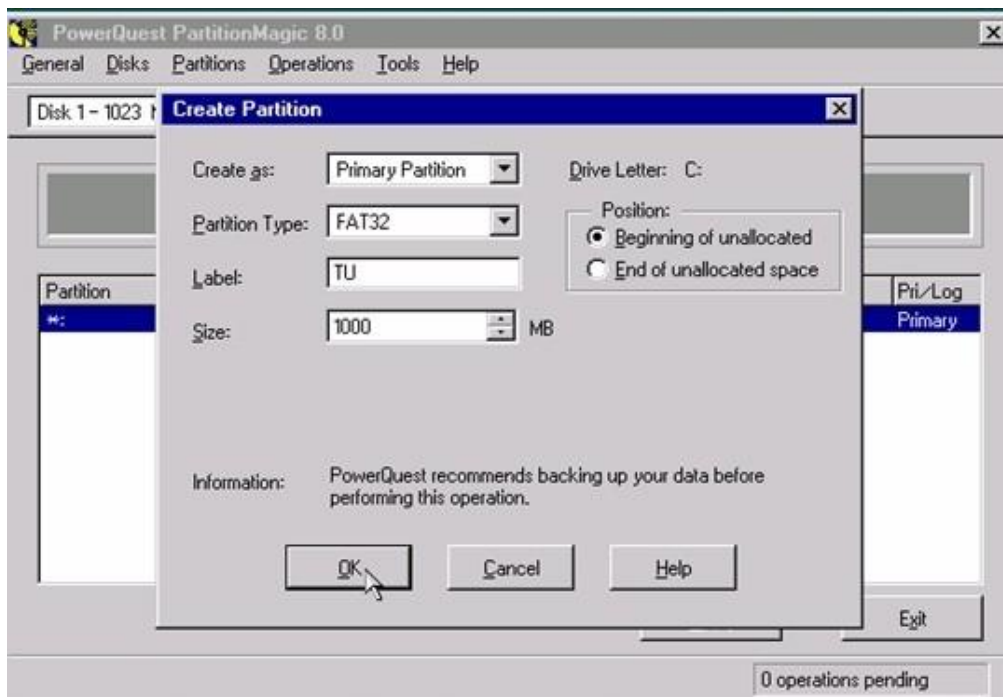 PowerQuest PartitionMagic 8.0
General Disks Partitions Operations Tools Help
Disk 1 - 1023
Create Partition
Create as: Primary Partition
Drive Letter: C:
Partition Type: FAT32
Position:
Beginning of unallocated
End of unallocated space
Label: TU
Size: 1000 MB
Partition
Pri/Log
*:
Primary
Information: PowerQuest recommends backing up your data before
performing this operation.
OK Cancel Help
Exit
0 operations pending